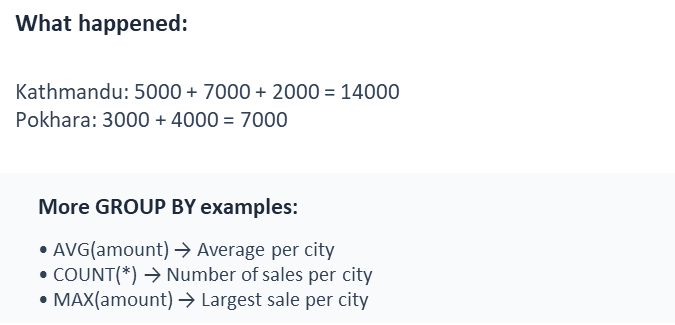 What happened:
Kathmandu: 5000 + 7000 + 2000 = 14000
Pokhara: 3000 + 4000 = 7000
More GROUP BY examples:
• AVG(amount) → Average per city
• COUNT(*) → Number of sales per city
• MAX(amount) → Largest sale per city